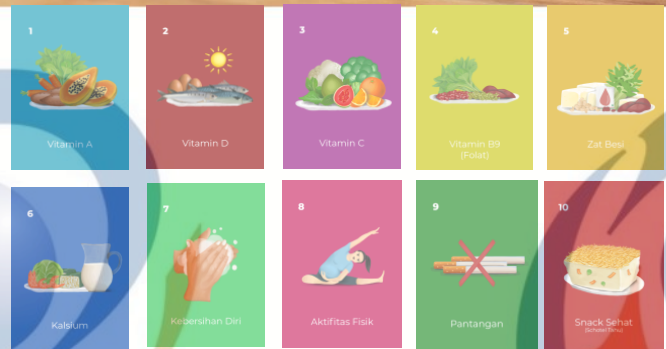 1
Vitamin A
2
Vitamin D
3
Vitamin C
4
Vitamin B9
(Folat)
5
Zat Besi
6
Kalsium
7
Kebersihan Diri
8
Aktifitas Fisik
9
Pantangan
10
Snack Sehat